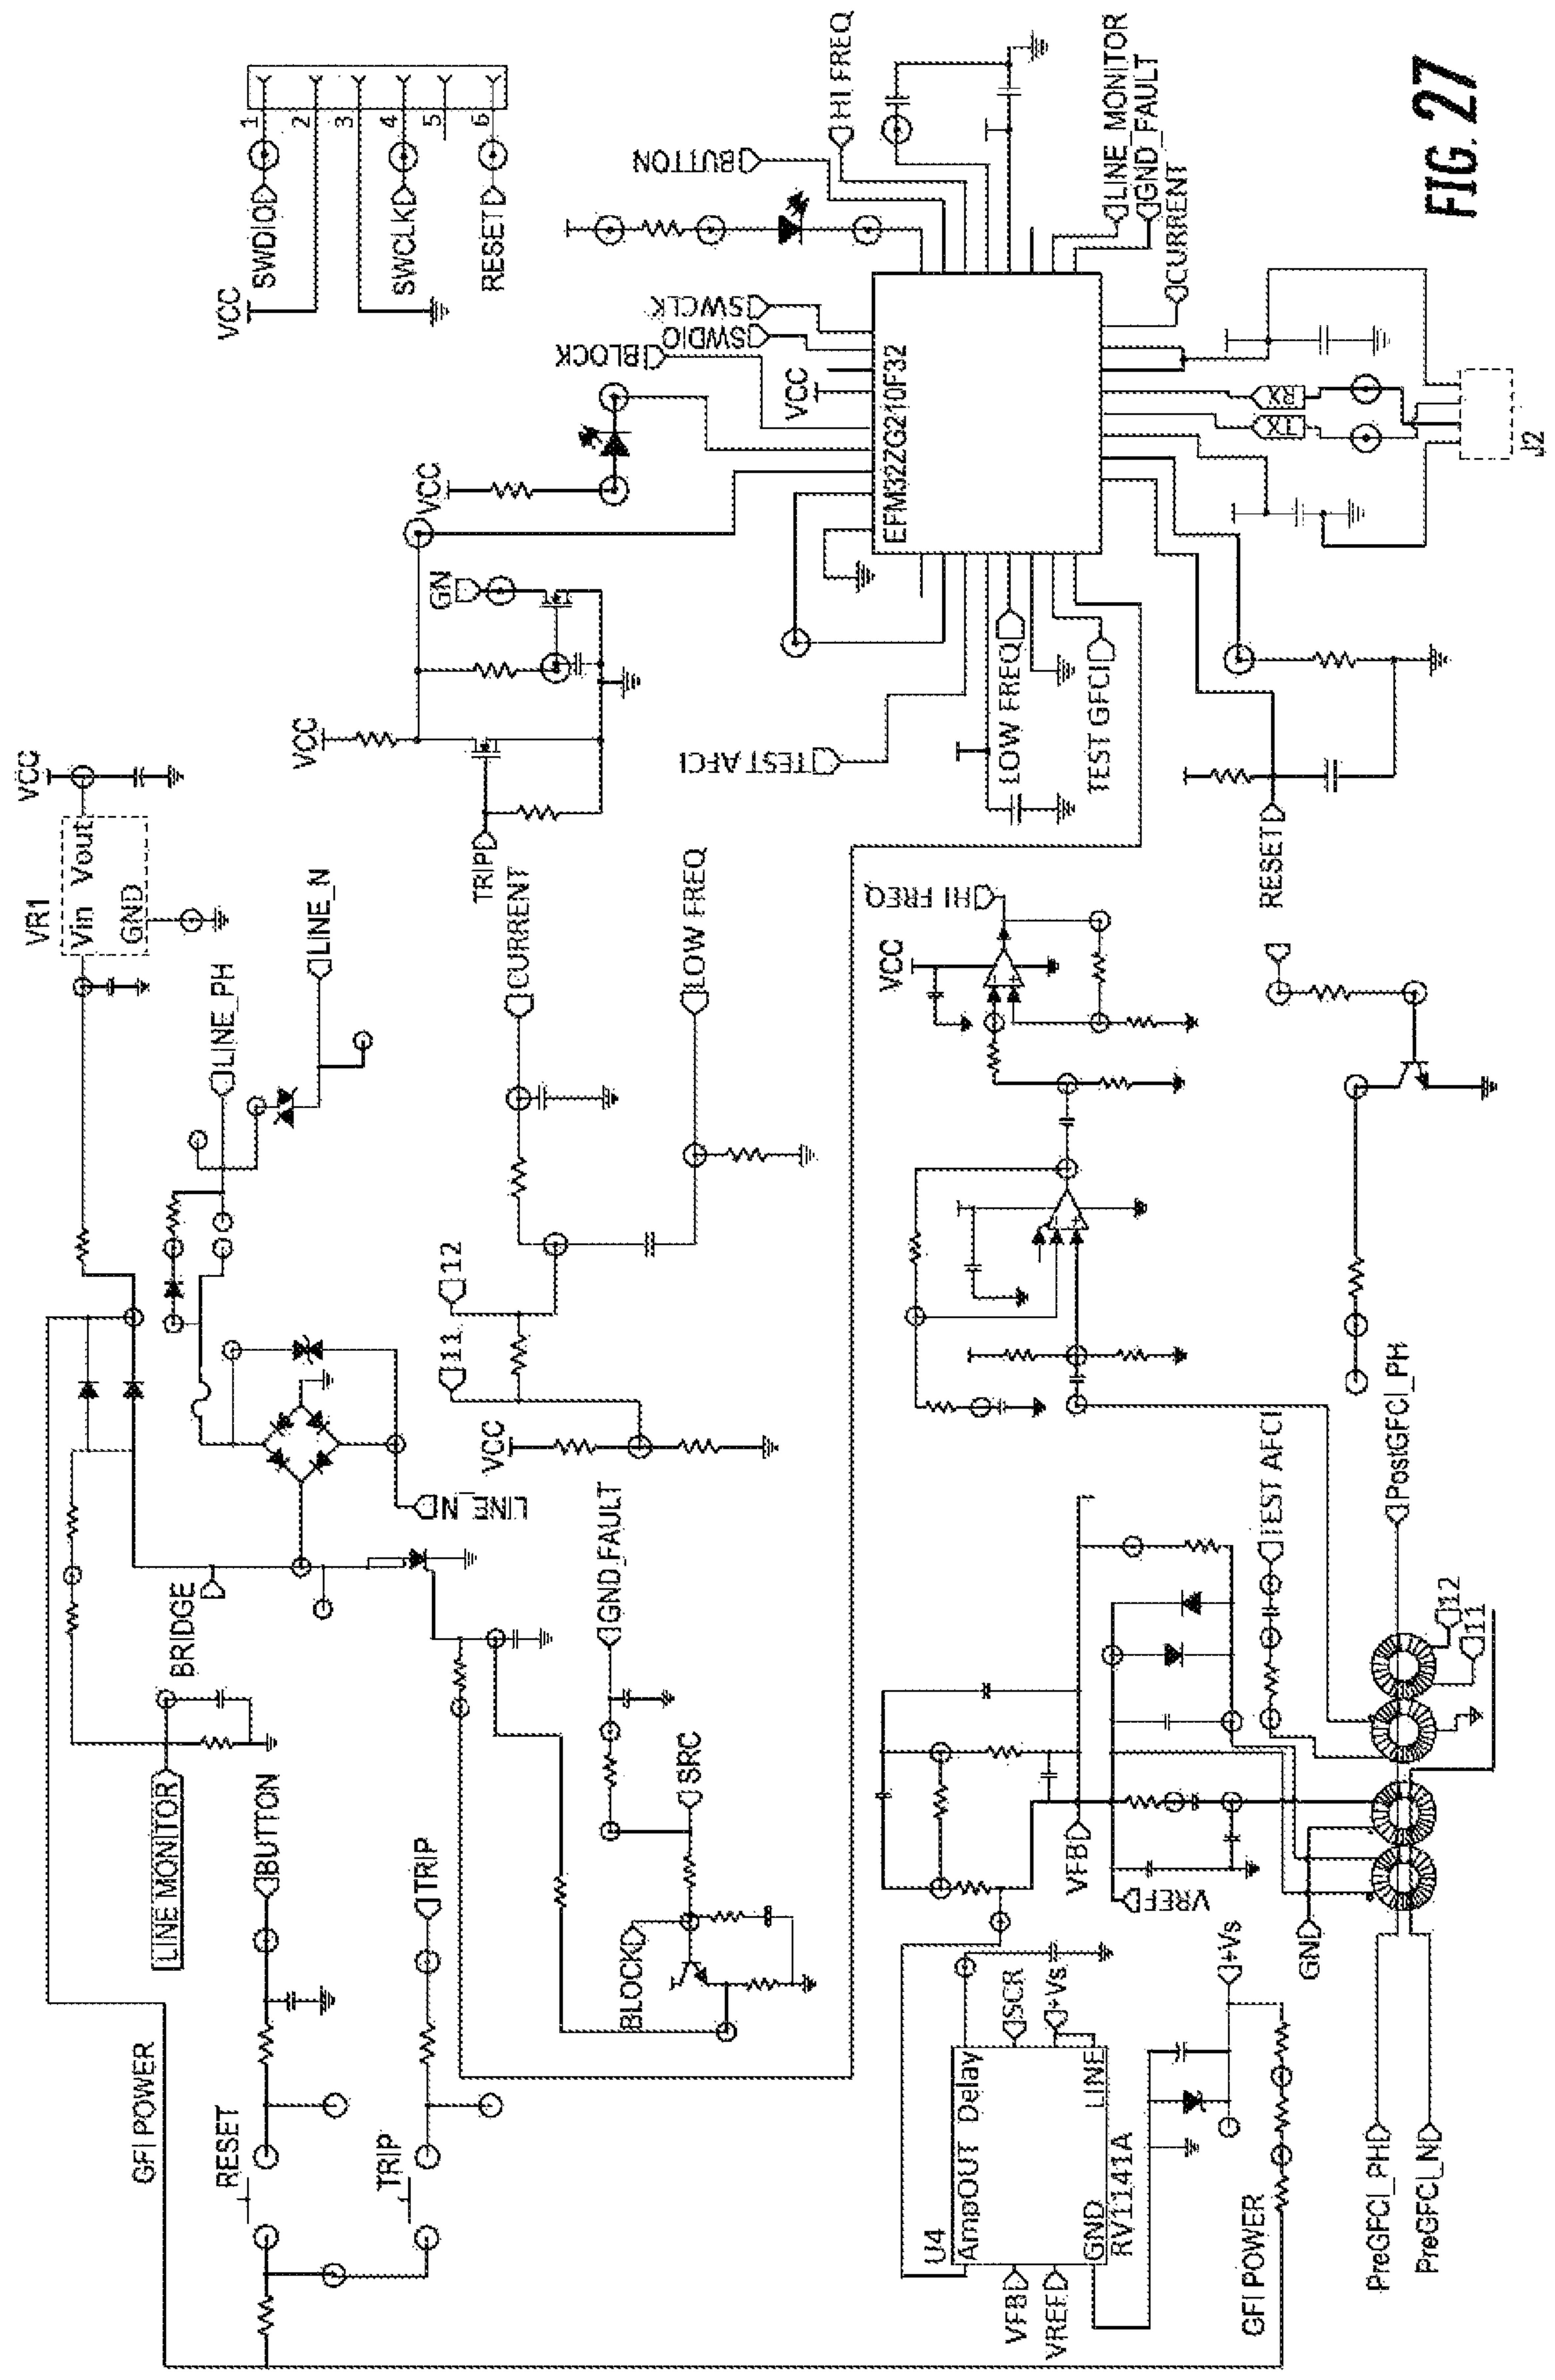 VR1
Vin Vout
GND
VCC
LINE_PH
LINE_N
LINE_N
BRIDGE
LINE MONITOR
GFI POWER
RESET
BUTTON
TRIP
TRIP
VCC
SWDIO
SWCLK
RESET
1
2
3
4
5
6
VCC
TRIP
GN
VCC
11
12
CURRENT
LOW FREQ
VCC
GND_FAULT
SRC
BLOCK
BLOCK
SWDIO
SWCLK
VCC
BUTTON
HI FREQ
EFM32ZG210F32
TEST AFCI
LOW FREQ
TEST GFCI
LINE_MONITOR
GND_FAULT
CURRENT
RX
TX
J2
RESET
VCC
HI FREQ
U4
AmpOUT Delay
VFB
VREF
GND
LINE
RV1141A
SCR
+Vs
+Vs
GFI POWER
VFB
VREF
GND
TEST AFCI
PostGFCI_PH
12
11
PreGFCI_PH
PreGFCI_N
FIG. 27